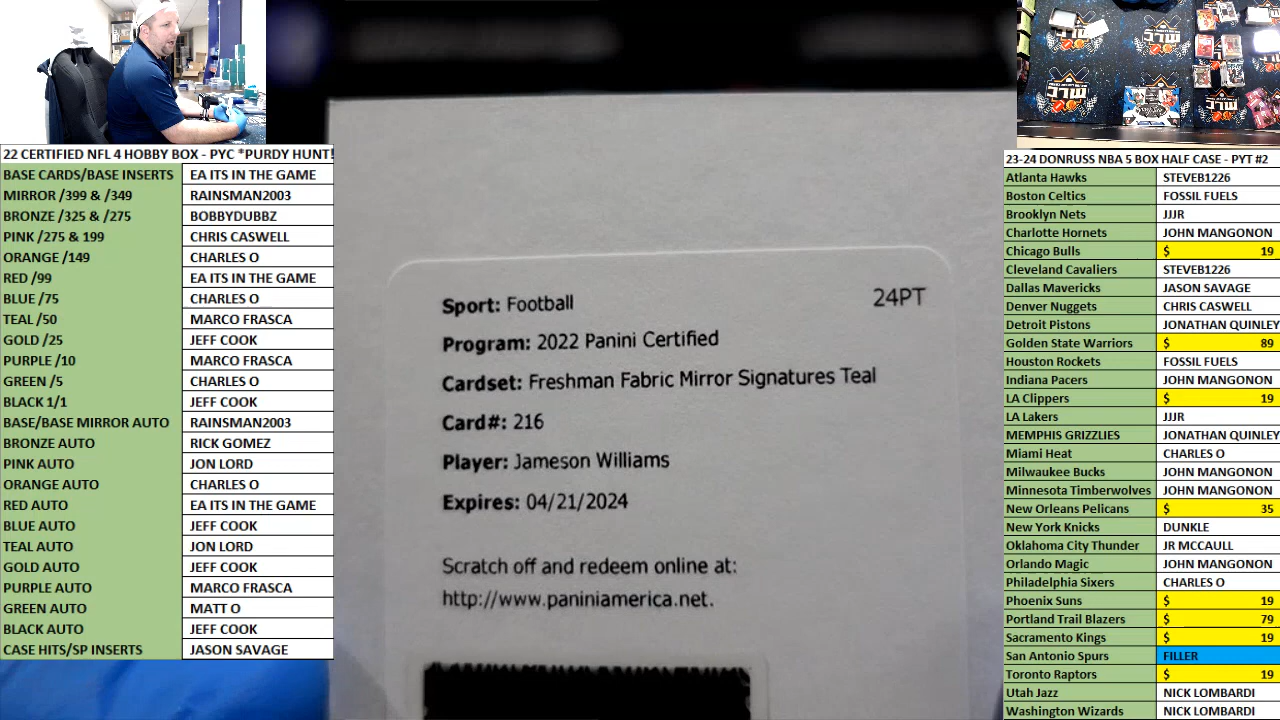 22 CERTIFIED NFL 4 HOBBY BOX - PYC *PURDY HUNT!
BASE CARDS/BASE INSERTS EA ITS IN THE GAME
MIRROR /399 & /349 RAINSMAN2003
BRONZE /325 & /275 BOBBYDUBBZ
PINK /275 & 199 CHRIS CASWELL
ORANGE /149 CHARLES O
RED /99 EA ITS IN THE GAME
BLUE /75 CHARLES O
TEAL /50 MARCO FRASCA
GOLD /25 JEFF COOK
PURPLE /10 MARCO FRASCA
GREEN /5 CHARLES O
BLACK 1/1 JEFF COOK
BASE/BASE MIRROR AUTO RAINSMAN2003
BRONZE AUTO RICK GOMEZ
PINK AUTO JON LORD
ORANGE AUTO CHARLES O
RED AUTO EA ITS IN THE GAME
BLUE AUTO JEFF COOK
TEAL AUTO JON LORD
GOLD AUTO JEFF COOK
PURPLE AUTO MARCO FRASCA
GREEN AUTO MATT O
BLACK AUTO JEFF COOK
CASE HITS/SP INSERTS JASON SAVAGE
Sport: Football 24PT
Program: 2022 Panini Certified
Cardset: Freshman Fabric Mirror Signatures Teal
Card#: 216
Player: Jameson Williams
Expires: 04/21/2024
Scratch off and redeem online at:
http://www.paniniamerica.net.
23-24 DONRUSS NBA 5 BOX HALF CASE - PYT #2
Atlanta Hawks STEVEB1226
Boston Celtics FOSSIL FUELS
Brooklyn Nets JJJR
Charlotte Hornets JOHN MANGONON
Chicago Bulls $ 19
Cleveland Cavaliers STEVEB1226
Dallas Mavericks JASON SAVAGE
Denver Nuggets CHRIS CASWELL
Detroit Pistons JONATHAN QUINLEY
Golden State Warriors $ 89
Houston Rockets FOSSIL FUELS
Indiana Pacers JOHN MANGONON
LA Clippers $ 19
LA Lakers JJJR
MEMPHIS GRIZZLIES JONATHAN QUINLEY
Miami Heat CHARLES O
Milwaukee Bucks JOHN MANGONON
Minnesota Timberwolves JOHN MANGONON
New Orleans Pelicans $ 35
New York Knicks DUNKLE
Oklahoma City Thunder JR MCCAULL
Orlando Magic JOHN MANGONON
Philadelphia Sixers CHARLES O
Phoenix Suns $ 19
Portland Trail Blazers $ 79
Sacramento Kings $ 19
San Antonio Spurs FILLER
Toronto Raptors $ 19
Utah Jazz NICK LOMBARDI
Washington Wizards NICK LOMBARDI